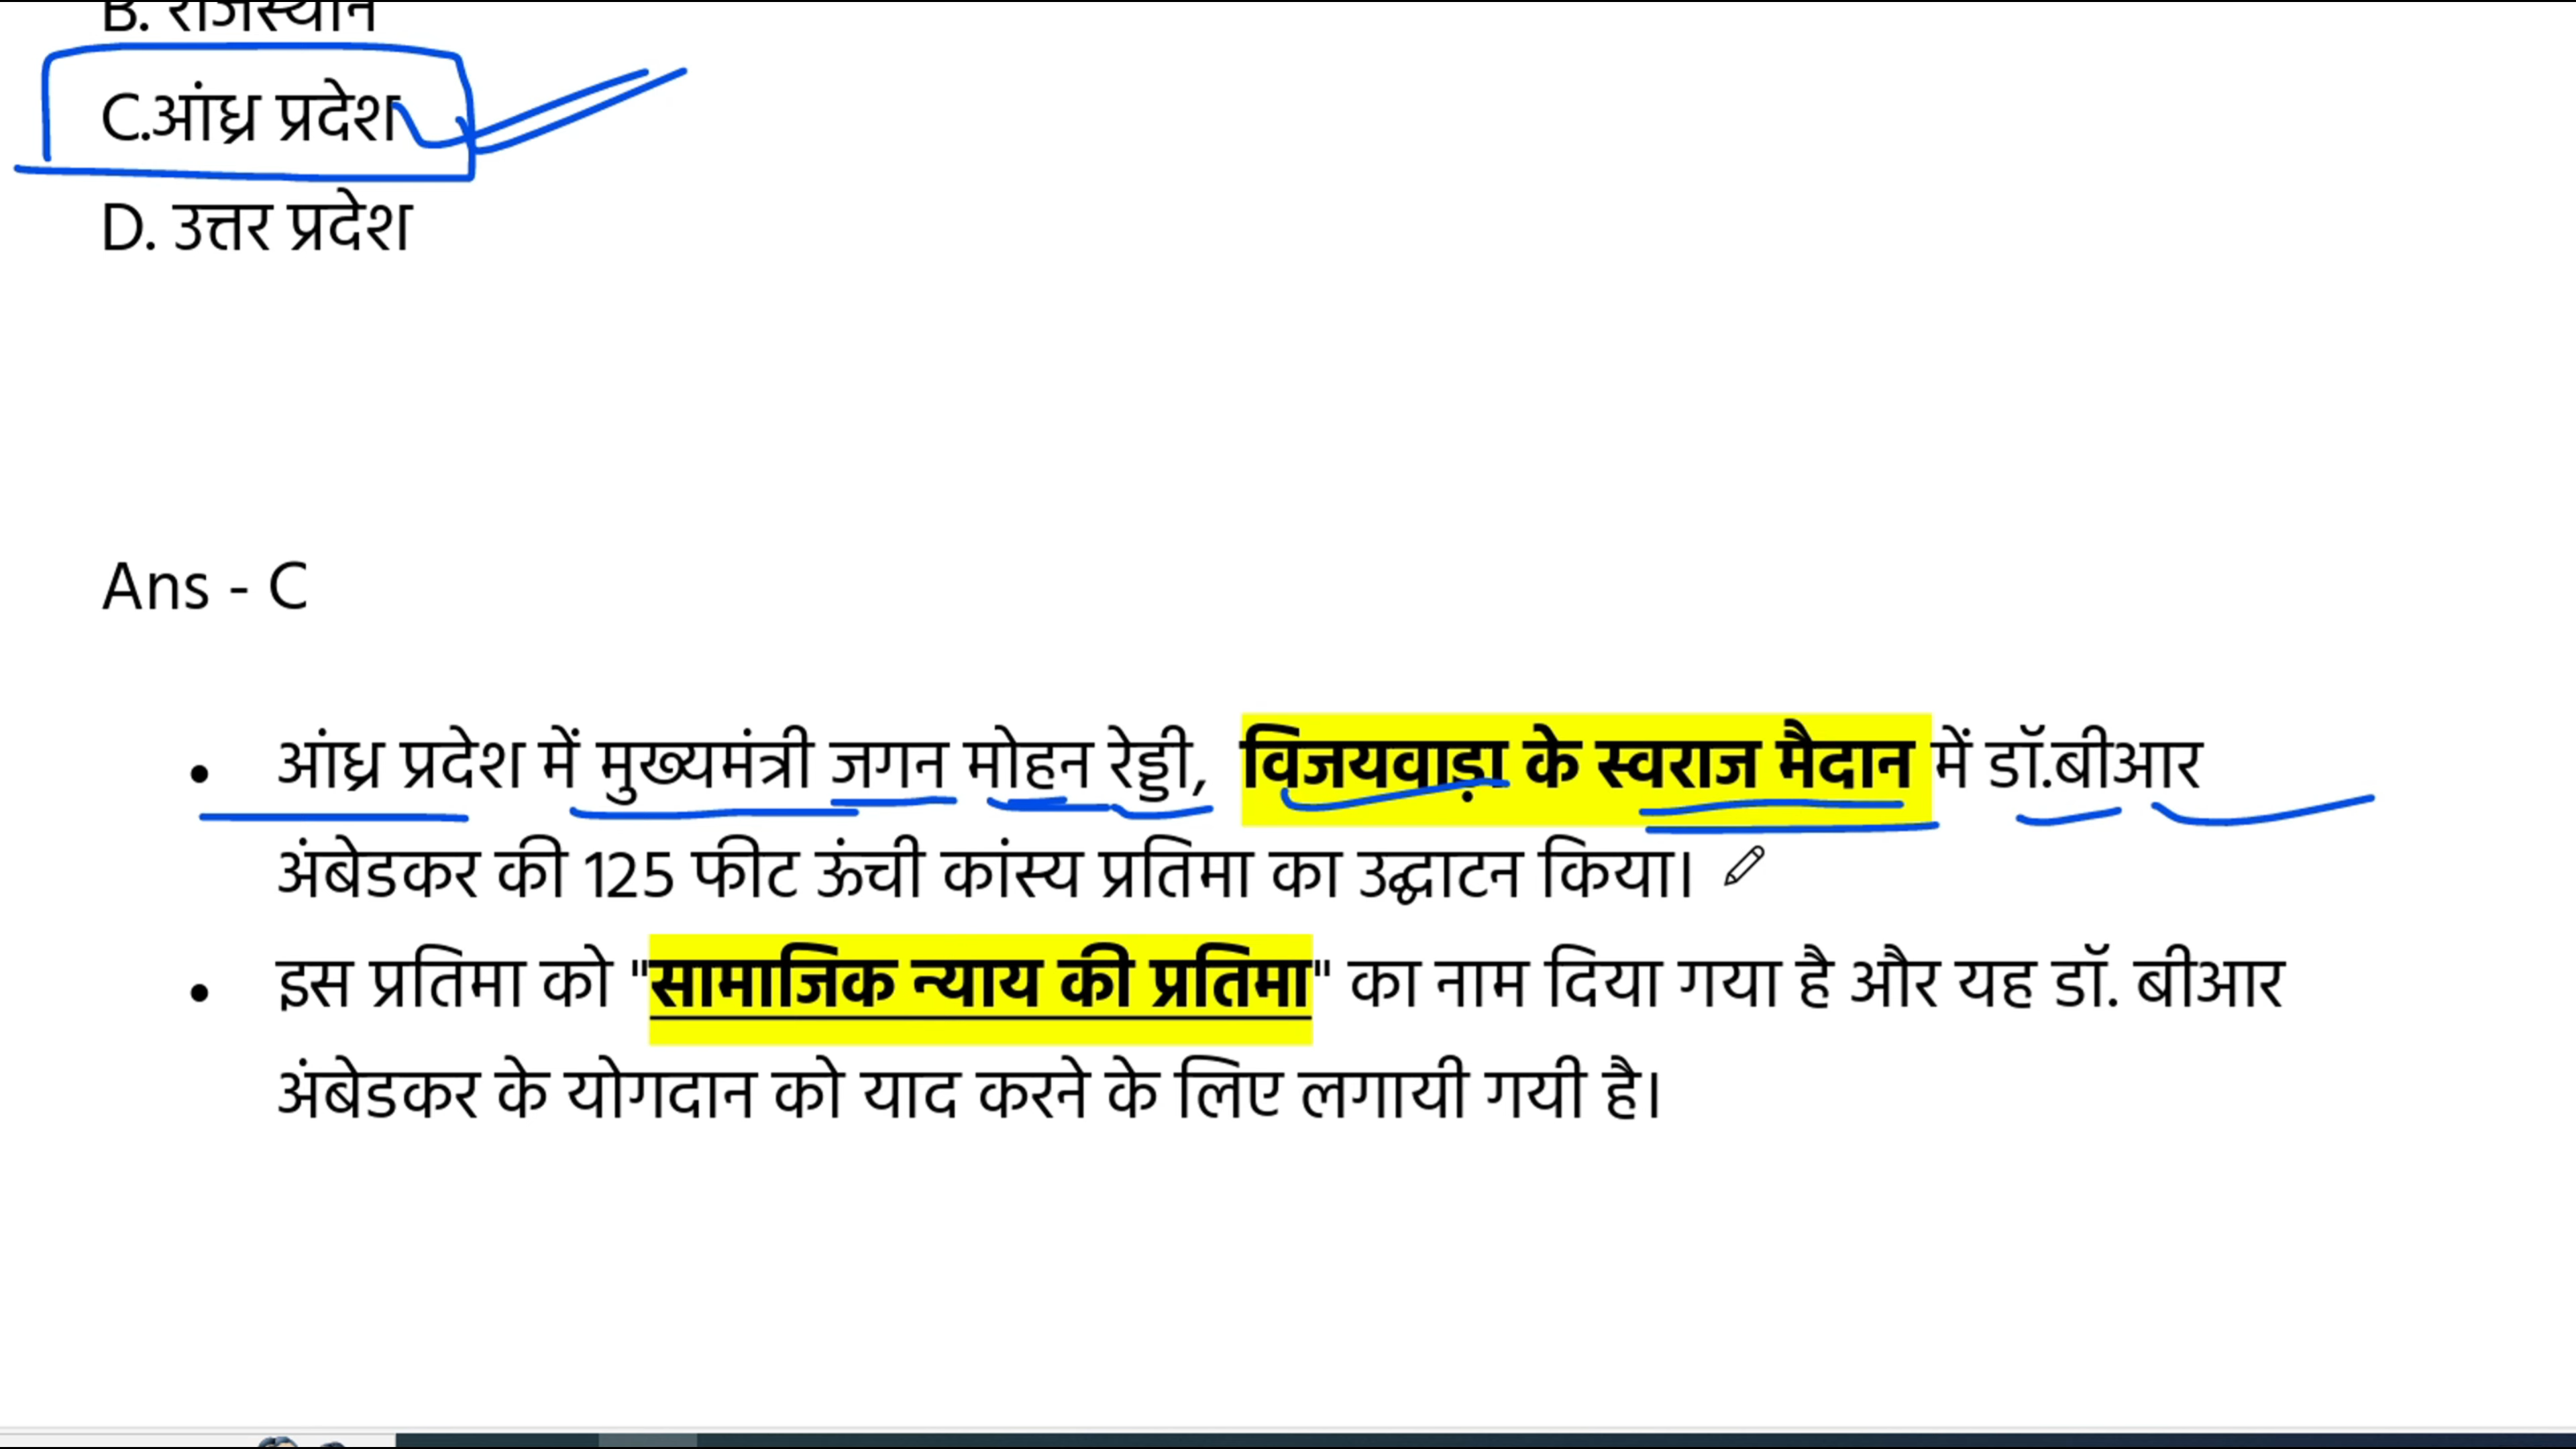 B. राजस्थान
C.आंध्र प्रदेश
D. उत्तर प्रदेश
Ans - C
• आंध्र प्रदेश में मुख्यमंत्री जगन मोहन रेड्डी, विजयवाड़ा के स्वराज मैदान में डॉ.बीआर
अंबेडकर की 125 फीट ऊंची कांस्य प्रतिमा का उद्घाटन किया।
• इस प्रतिमा को "सामाजिक न्याय की प्रतिमा" का नाम दिया गया है और यह डॉ. बीआर
अंबेडकर के योगदान को याद करने के लिए लगायी गयी है।